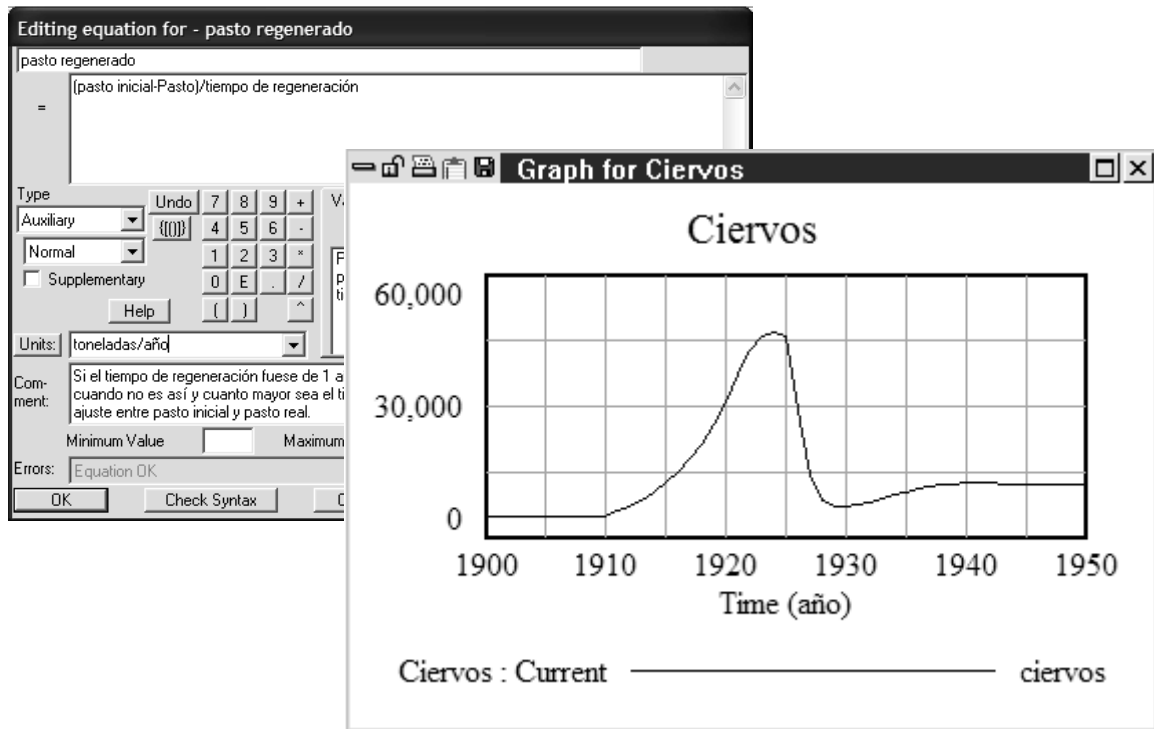 Editing equation for - pasto regenerado
pasto regenerado
= (pasto inicial-Pasto)/tiempo de regeneración
Type
Auxiliary
Normal
Supplementary
Help
Undo 7 8 9 +
{[()]} 4 5 6 -
1 2 3 *
0 E . /
( ) ^
Units: toneladas/año
Com-
ment:
Si el tiempo de regeneración fuese de 1 a
cuando no es así y cuanto mayor sea el ti
ajuste entre pasto inicial y pasto real.
Minimum Value Maximum
Errors: Equation OK
OK Check Syntax
Graph for Ciervos
Ciervos
60,000
30,000
0
1900 1910 1920 1930 1940 1950
Time (año)
Ciervos : Current ciervos